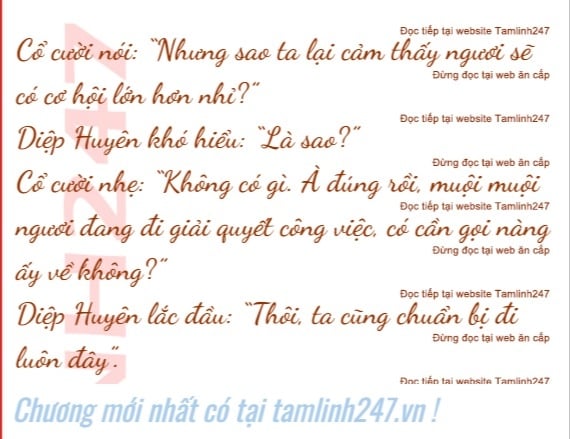 Đọc tiếp tại website Tamlinh247
Cổ cười nói: “Nhưng sao ta lại cảm thấy ngươi sẽ
Đừng đọc tại web ăn cắp
có cơ hội lớn hơn nhỉ?”
Đọc tiếp tại website Tamlinh247
Diệp Huyên khó hiểu: “Là sao?”
Đừng đọc tại web ăn cắp
Cổ cười nhẹ: “Không có gì. À đúng rồi, muội muội
Đọc tiếp tại website Tamlinh247
ngươi đang đi giải quyết công việc, có cần gọi nàng
Đừng đọc tại web ăn cắp
ấy về không?”
Đọc tiếp tại website Tamlinh247
Diệp Huyên lắc đầu: “Thôi, ta cũng chuẩn bị đi
Đừng đọc tại web ăn cắp
luôn đây”.
Đọc tiếp tại website Tamlinh247
NH247
Chương mới nhất có tại tamlinh247.vn !